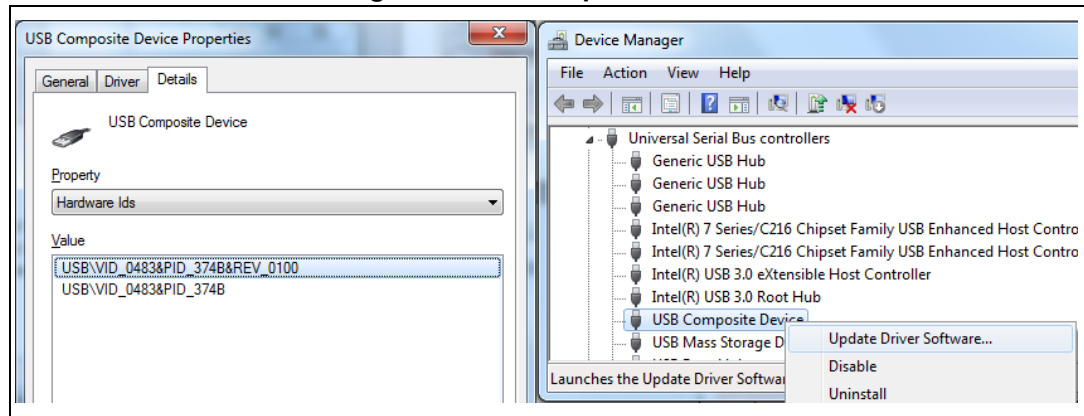 USB Composite Device Properties
General
Driver
Details
USB Composite Device
Property
Hardware Ids
Value
USB\VID_0483&PID_374B&REV_0100
USB\VID_0483&PID_374B
Device Manager
File Action View Help
Universal Serial Bus controllers
Generic USB Hub
Generic USB Hub
Generic USB Hub
Intel(R) 7 Series/C216 Chipset Family USB Enhanced Host Contro
Intel(R) 7 Series/C216 Chipset Family USB Enhanced Host Contro
Intel(R) USB 3.0 eXtensible Host Controller
Intel(R) USB 3.0 Root Hub
USB Composite Device
USB Mass Storage D
Update Driver Software...
Disable
Uninstall
Launches the Update Driver Softwa